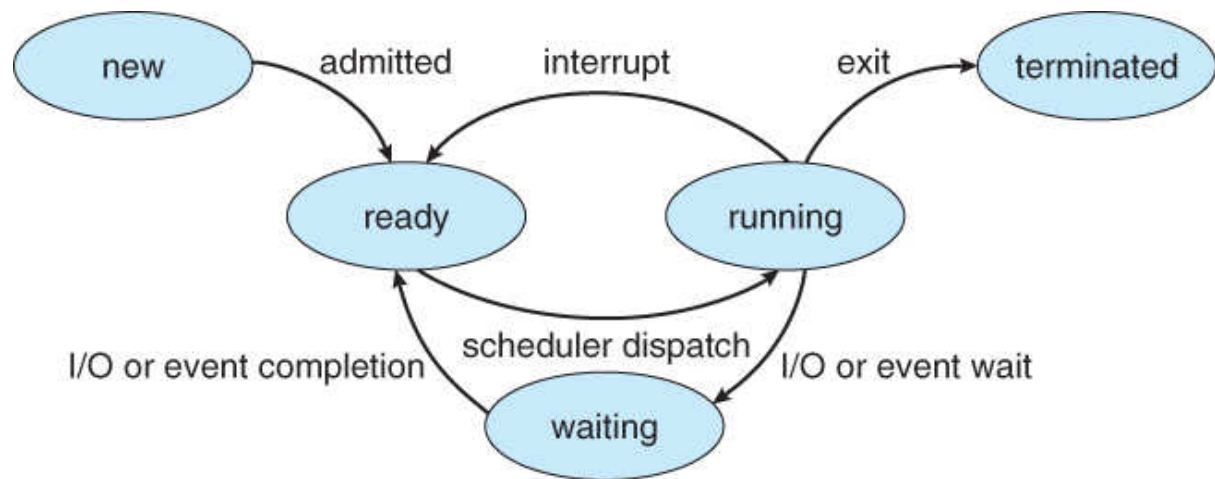 new
admitted
interrupt
exit
terminated
ready
running
scheduler dispatch
I/O or event completion
I/O or event wait
waiting